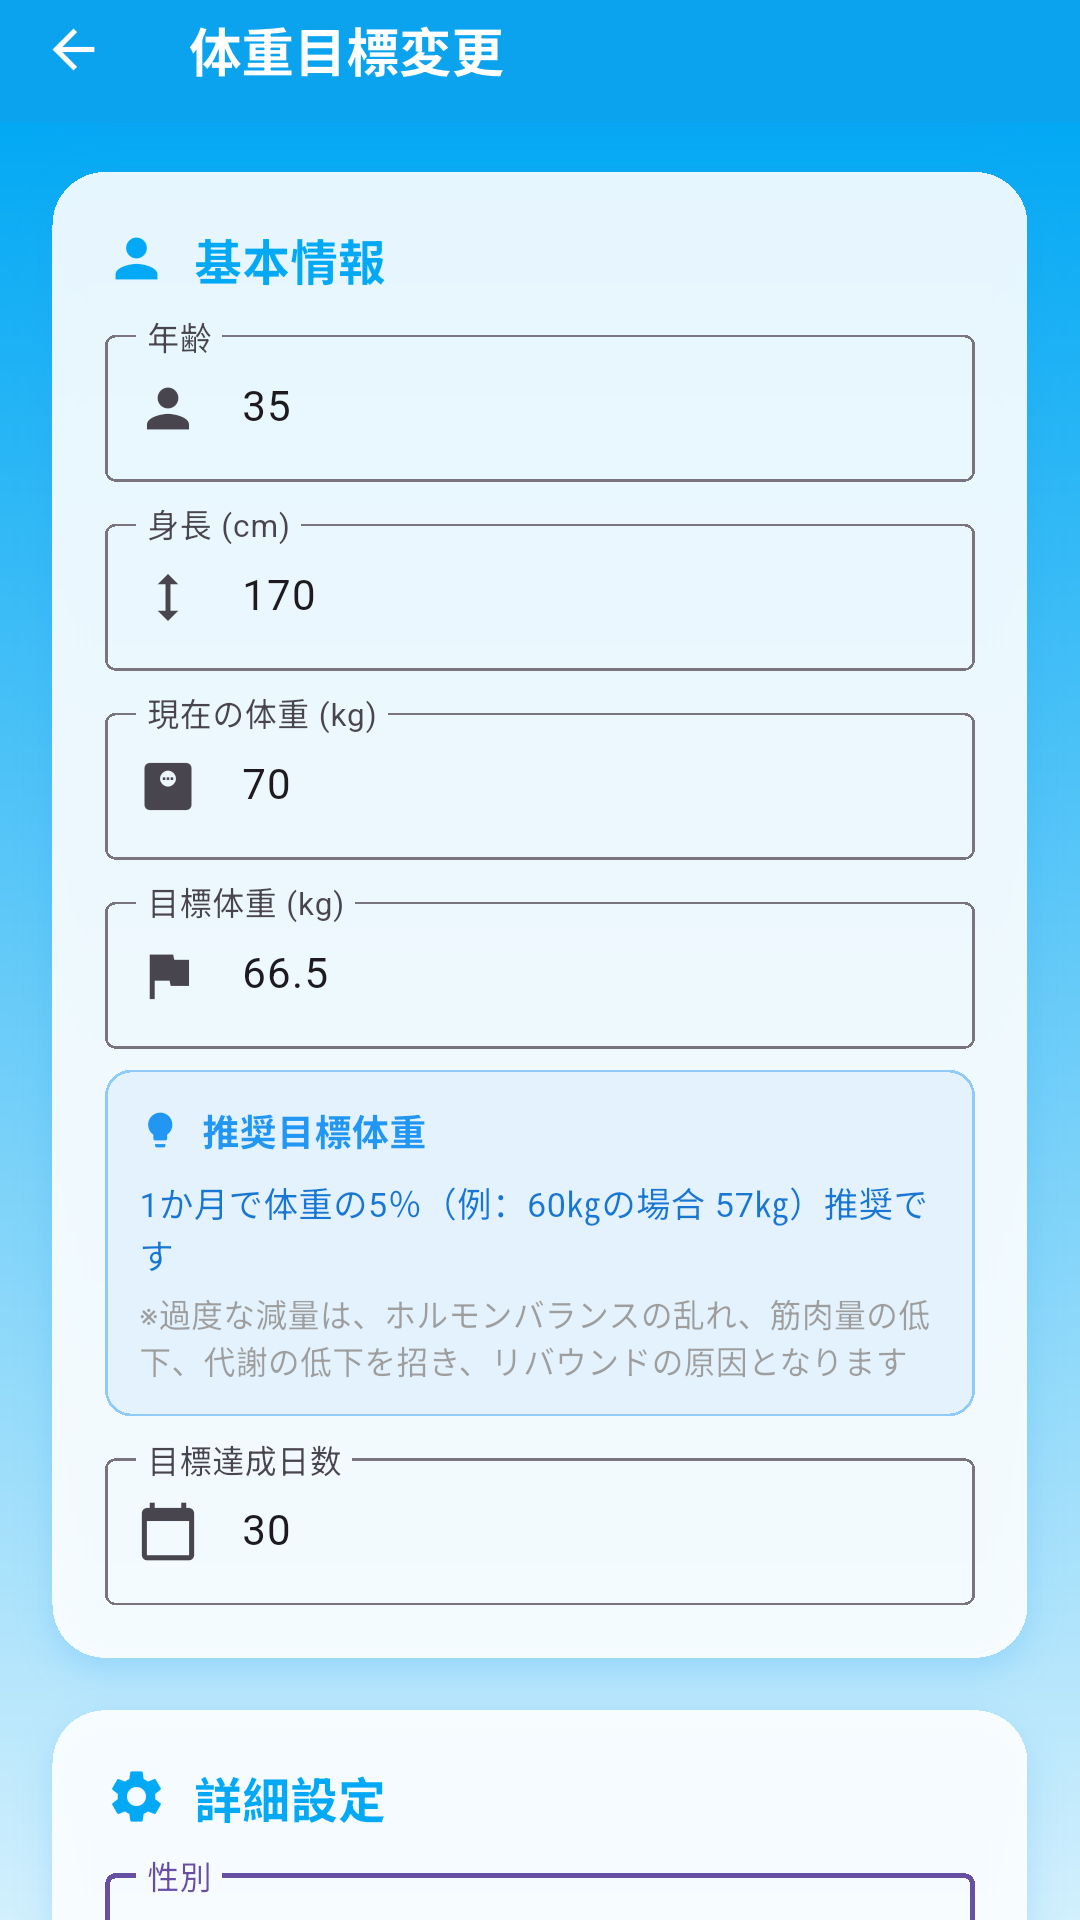 体重目標変更
基本情報
年齢
35
身長 (cm)
170
現在の体重 (kg)
70
目標体重 (kg)
66.5
推奨目標体重
1か月で体重の5%（例：60kgの場合 57kg）推奨で
す
※過度な減量は、ホルモンバランスの乱れ、筋肉量の低
下、代謝の低下を招き、リバウンドの原因となります
目標達成日数
30
詳細設定
性別